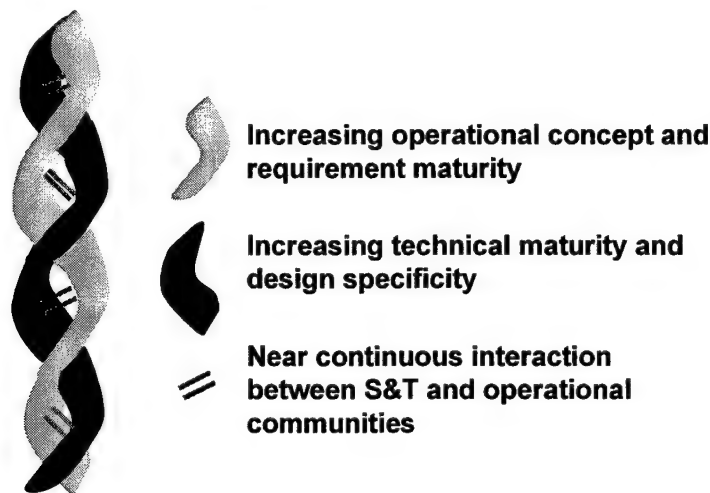 Increasing operational concept and
requirement maturity
Increasing technical maturity and
design specificity
Near continuous interaction
between S&T and operational
communities